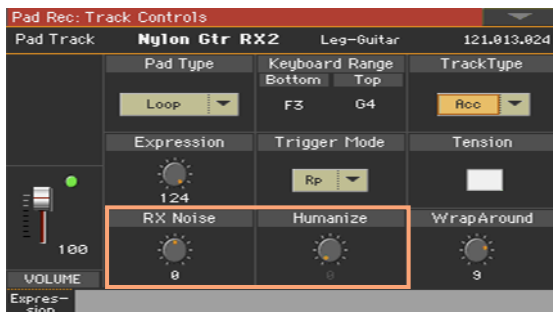 Pad Rec: Track Controls
Pad Track Nylon Gtr RX2 Leg-Guitar 121.013.024
Pad Type Keyboard Range TrackType
Bottom Top
Loop F3 G4 Acc
Expression Trigger Mode Tension
Rp
124
RX Noise Humanize WrapAround
100
VOLUME 0 0 9
Expres-
sion